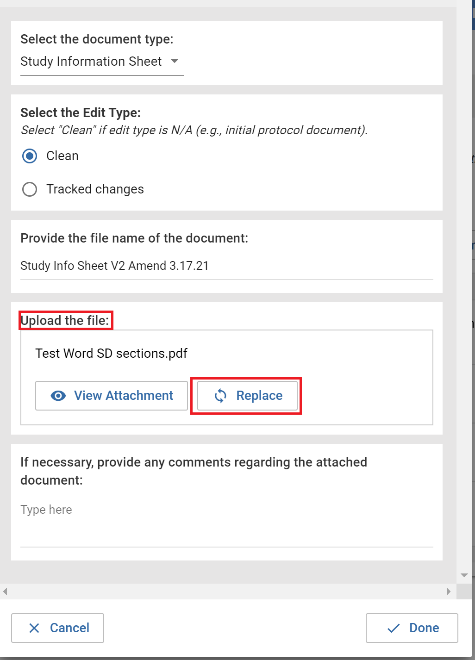 Select the document type:
Study Information Sheet
Select the Edit Type:
Select "Clean" if edit type is N/A (e.g., initial protocol document).
Clean
Tracked changes
Provide the file name of the document:
Study Info Sheet V2 Amend 3.17.21
Upload the file:
Test Word SD sections.pdf
View Attachment
Replace
If necessary, provide any comments regarding the attached
document:
Type here
Cancel
Done